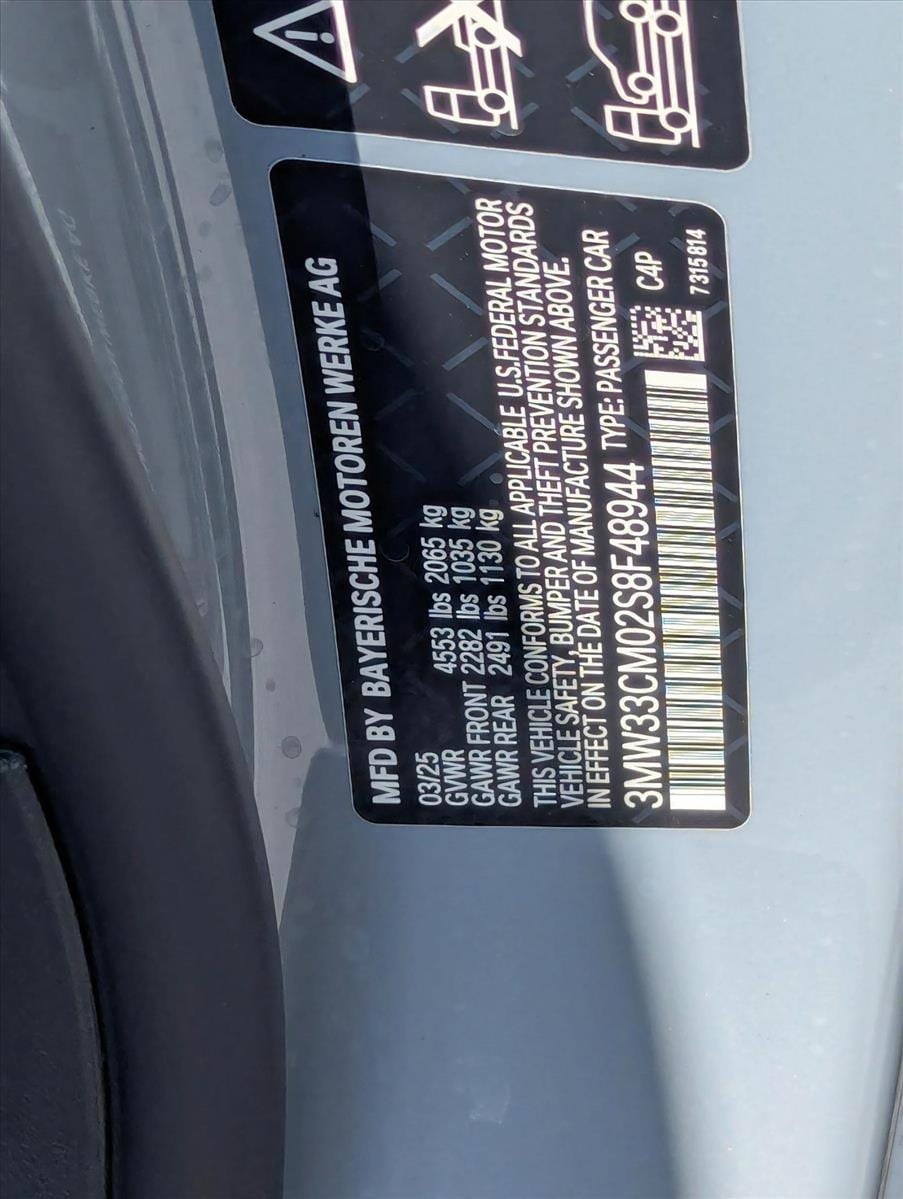 MFD BY BAYERISCHE MOTOREN WERKE AG
03/25
GVWR 4553 lbs 2065 kg
GAWR FRONT 2282 lbs 1035 kg
GAWR REAR 2491 lbs 1130 kg
THIS VEHICLE CONFORMS TO ALL APPLICABLE U.S.FEDERAL MOTOR
VEHICLE SAFETY, BUMPER AND THEFT PREVENTION STANDARDS
IN EFFECT ON THE DATE OF MANUFACTURE SHOWN ABOVE.
3MW33CM02S8F48944 TYPE: PASSENGER CAR
C4P
7315814